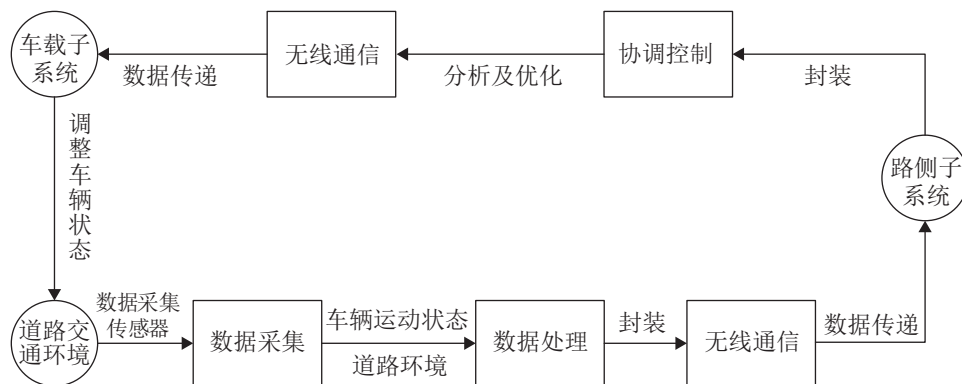 车载子
系统
数据传递
无线通信
分析及优化
协调控制
封装
路侧子
系统
调整车辆状态
道路交
通环境
数据采集
传感器
数据采集
车辆运动状态
道路环境
数据处理
封装
无线通信
数据传递